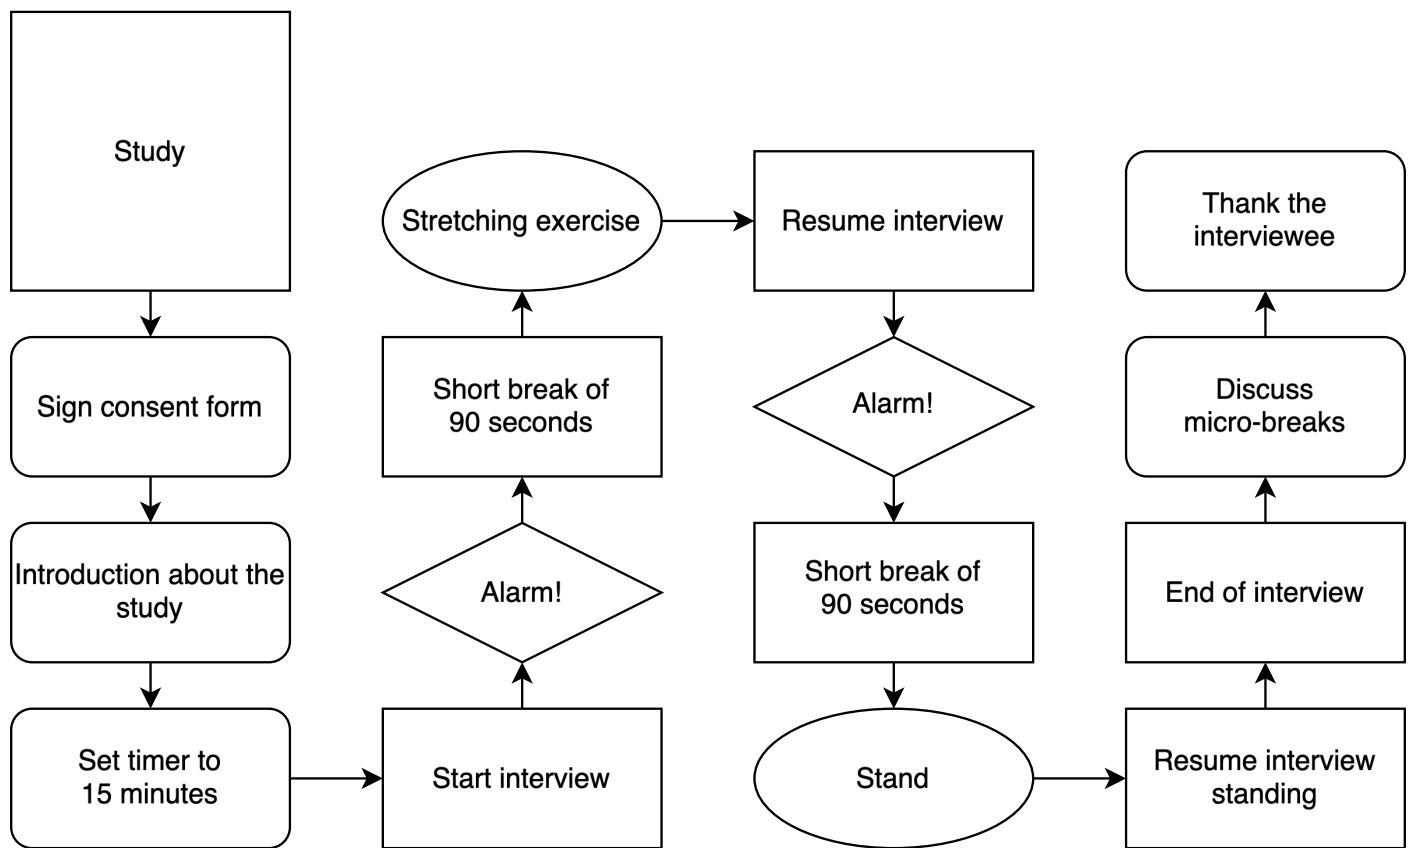 Study
Sign consent form
Introduction about the
study
Set timer to
15 minutes
Start interview
Alarm!
Short break of
90 seconds
Stretching exercise
Resume interview
Alarm!
Short break of
90 seconds
Stand
Resume interview
standing
End of interview
Discuss
micro-breaks
Thank the
interviewee